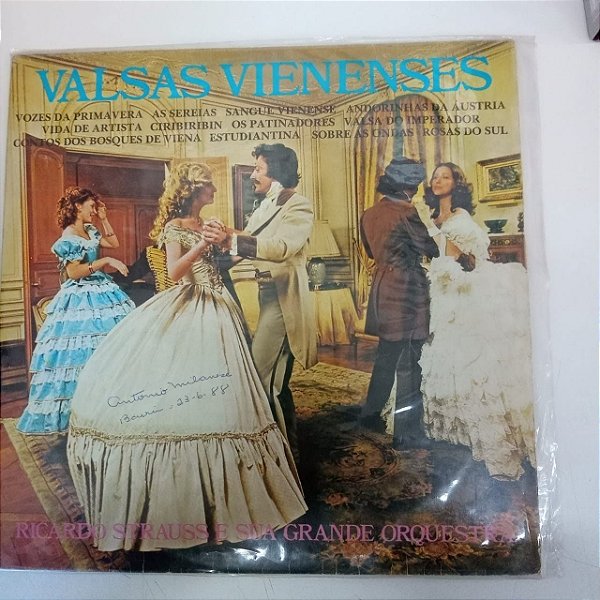 VALSAS VIENENSES
VOZES DA PRIMAVERA AS SEREIAS SANGUE VIENENSE ANDORINHAS DA ÁUSTRIA
VIDA DE ARTISTA CIRIBIRIBIN OS PATINADORES VALSA DO IMPERADOR
CONTOS DOS BOSQUES DE VIENA ESTUDIANTINA SOBRE AS ONDAS ROSAS DO SUL
Antonio Milanese
Bauru - 23-6-88
RICARDO STRAUSS E SUA GRANDE ORQUESTRA